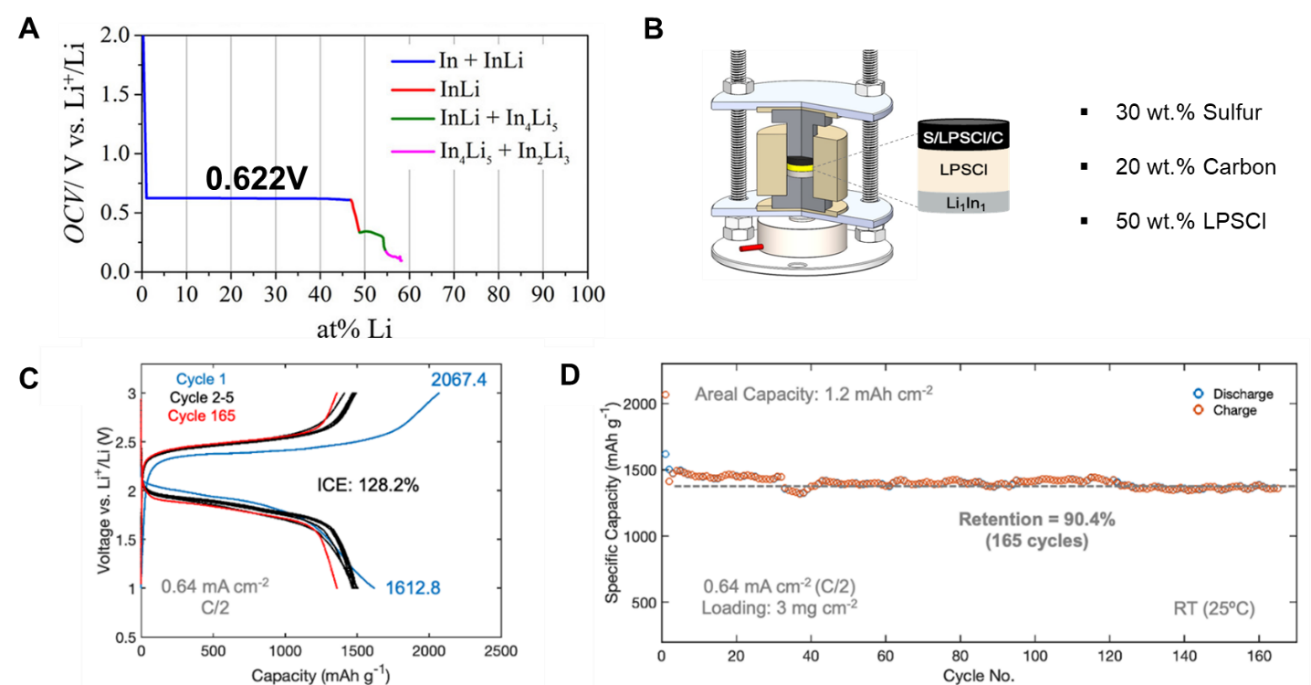 A
OCV/ V vs. Li⁺/Li
2.0
1.5
1.0
0.5
0.0
0.622V
In + InLi
InLi
InLi + In₄Li₅
In₄Li₅ + In₂Li₃
0 10 20 30 40 50 60 70 80 90 100
at% Li
B
S/LPSCl/C
LPSCl
Li₁In₁
▪ 30 wt.% Sulfur
▪ 20 wt.% Carbon
▪ 50 wt.% LPSCl
C
Voltage vs. Li⁺/Li (V)
3
2.5
2
1.5
1
0.5
Cycle 1
Cycle 2-5
Cycle 165
2067.4
ICE: 128.2%
0.64 mA cm⁻²
C/2
1612.8
0 500 1000 1500 2000 2500
Capacity (mAh g⁻¹)
D
Specific Capacity (mAh g⁻¹)
2000
1500
1000
500
Areal Capacity: 1.2 mAh cm⁻²
Discharge
Charge
Retention = 90.4%
(165 cycles)
0.64 mA cm⁻² (C/2)
Loading: 3 mg cm⁻²
RT (25ºC)
0 20 40 60 80 100 120 140 160
Cycle No.